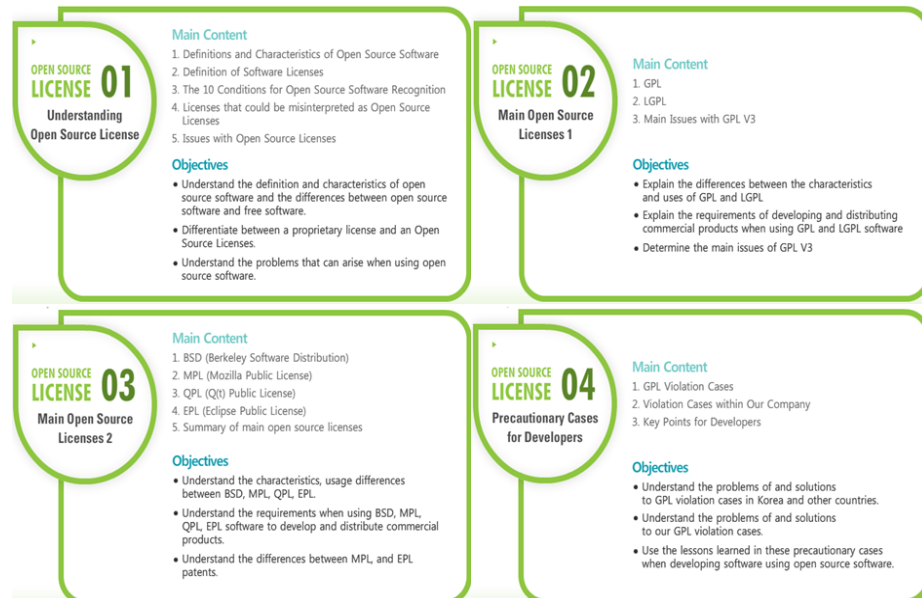 OPEN SOURCE
LICENSE 01
Understanding
Open Source License
Main Content
1. Definitions and Characteristics of Open Source Software
2. Definition of Software Licenses
3. The 10 Conditions for Open Source Software Recognition
4. Licenses that could be misinterpreted as Open Source
Licenses
5. Issues with Open Source Licenses
Objectives
• Understand the definition and characteristics of open
source software and the differences between open source
software and free software.
• Differentiate between a proprietary license and an Open
Source Licenses.
• Understand the problems that can arise when using open
source software.
OPEN SOURCE
LICENSE 02
Main Open Source
Licenses 1
Main Content
1. GPL
2. LGPL
3. Main Issues with GPL V3
Objectives
• Explain the differences between the characteristics
and uses of GPL and LGPL
• Explain the requirements of developing and distributing
commercial products when using GPL and LGPL software
• Determine the main issues of GPL V3
OPEN SOURCE
LICENSE 03
Main Open Source
Licenses 2
Main Content
1. BSD (Berkeley Software Distribution)
2. MPL (Mozilla Public License)
3. QPL (Q(t) Public License)
4. EPL (Eclipse Public License)
5. Summary of main open source licenses
Objectives
• Understand the characteristics, usage differences
between BSD, MPL, QPL, EPL.
• Understand the requirements when using BSD, MPL,
QPL, EPL software to develop and distribute commercial
products.
• Understand the differences between MPL, and EPL
patents.
OPEN SOURCE
LICENSE 04
Precautionary Cases
for Developers
Main Content
1. GPL Violation Cases
2. Violation Cases within Our Company
3. Key Points for Developers
Objectives
• Understand the problems of and solutions
to GPL violation cases in Korea and other countries.
• Understand the problems of and solutions
to our GPL violation cases.
• Use the lessons learned in these precautionary cases
when developing software using open source software.